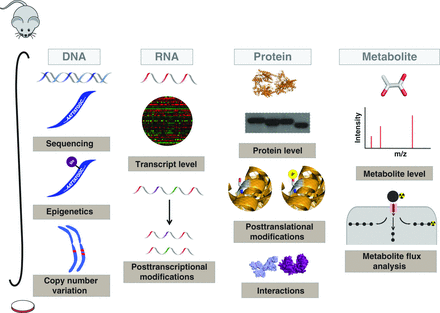 DNA
RNA
Protein
Metabolite
Sequencing
Epigenetics
Copy number
variation
Transcript level
Posttranscriptional
modifications
Protein level
Posttranslational
modifications
Interactions
Intensity
m/z
Metabolite level
Metabolite flux
analysis